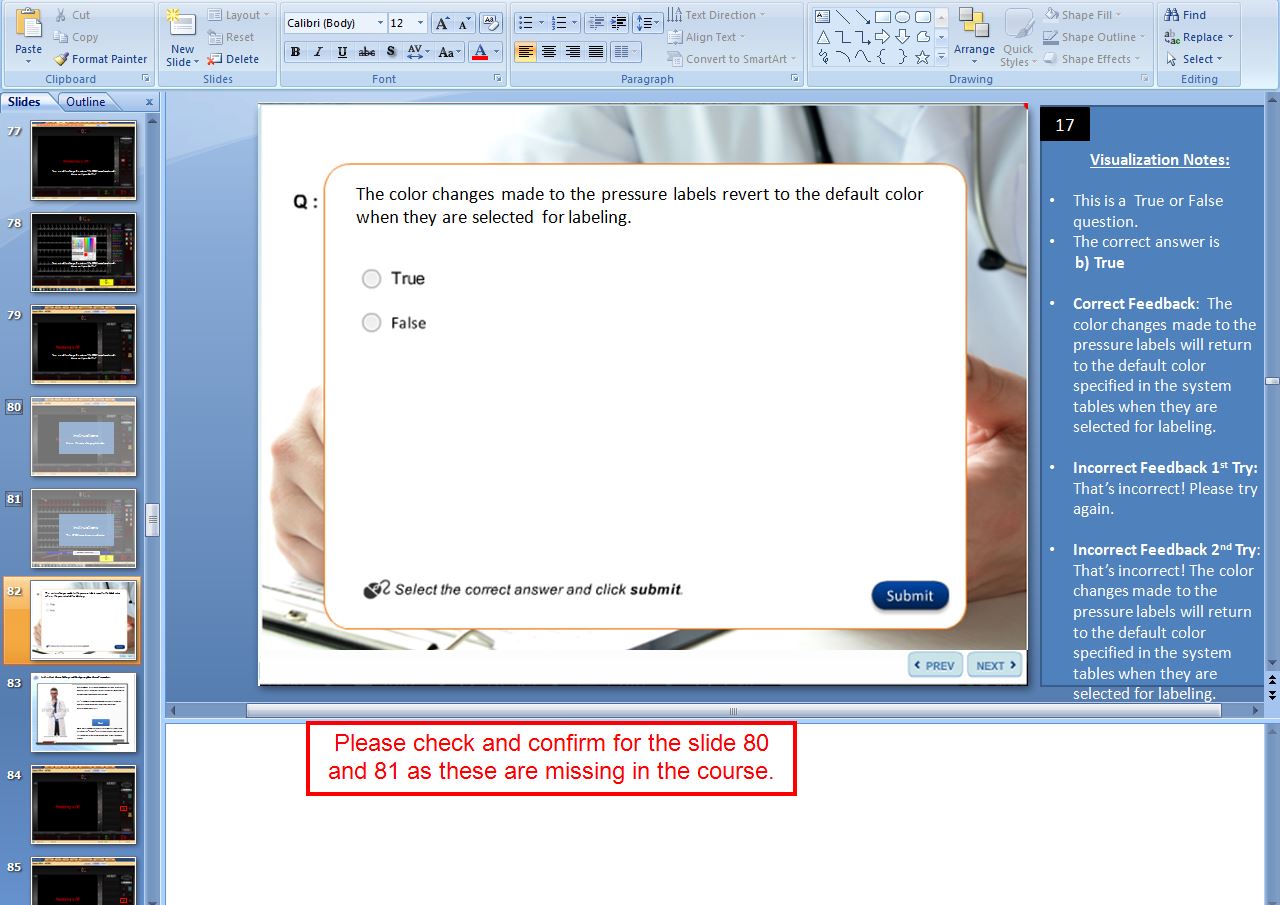 Cut
Copy
Format Painter
Paste
Clipboard
New
Slide
Layout
Reset
Delete
Slides
Calibri (Body) 12
B I U abc S AV Aa A
Font
Paragraph
Text Direction
Align Text
Convert to SmartArt
Arrange
Quick
Styles
Shape Fill
Shape Outline
Shape Effects
Drawing
Find
Replace
Select
Editing
Slides Outline x
77
78
79
80
81
82
83
84
85
Q :
The color changes made to the pressure labels revert to the default color
when they are selected for labeling.
True
False
Select the correct answer and click submit.
Submit
PREV NEXT
17
Visualization Notes:
• This is a True or False
question.
• The correct answer is
b) True
• Correct Feedback: The
color changes made to the
pressure labels will return
to the default color
specified in the system
tables when they are
selected for labeling.
• Incorrect Feedback 1st Try:
That’s incorrect! Please try
again.
• Incorrect Feedback 2nd Try:
That’s incorrect! The color
changes made to the
pressure labels will return
to the default color
specified in the system
tables when they are
selected for labeling.
Please check and confirm for the slide 80
and 81 as these are missing in the course.